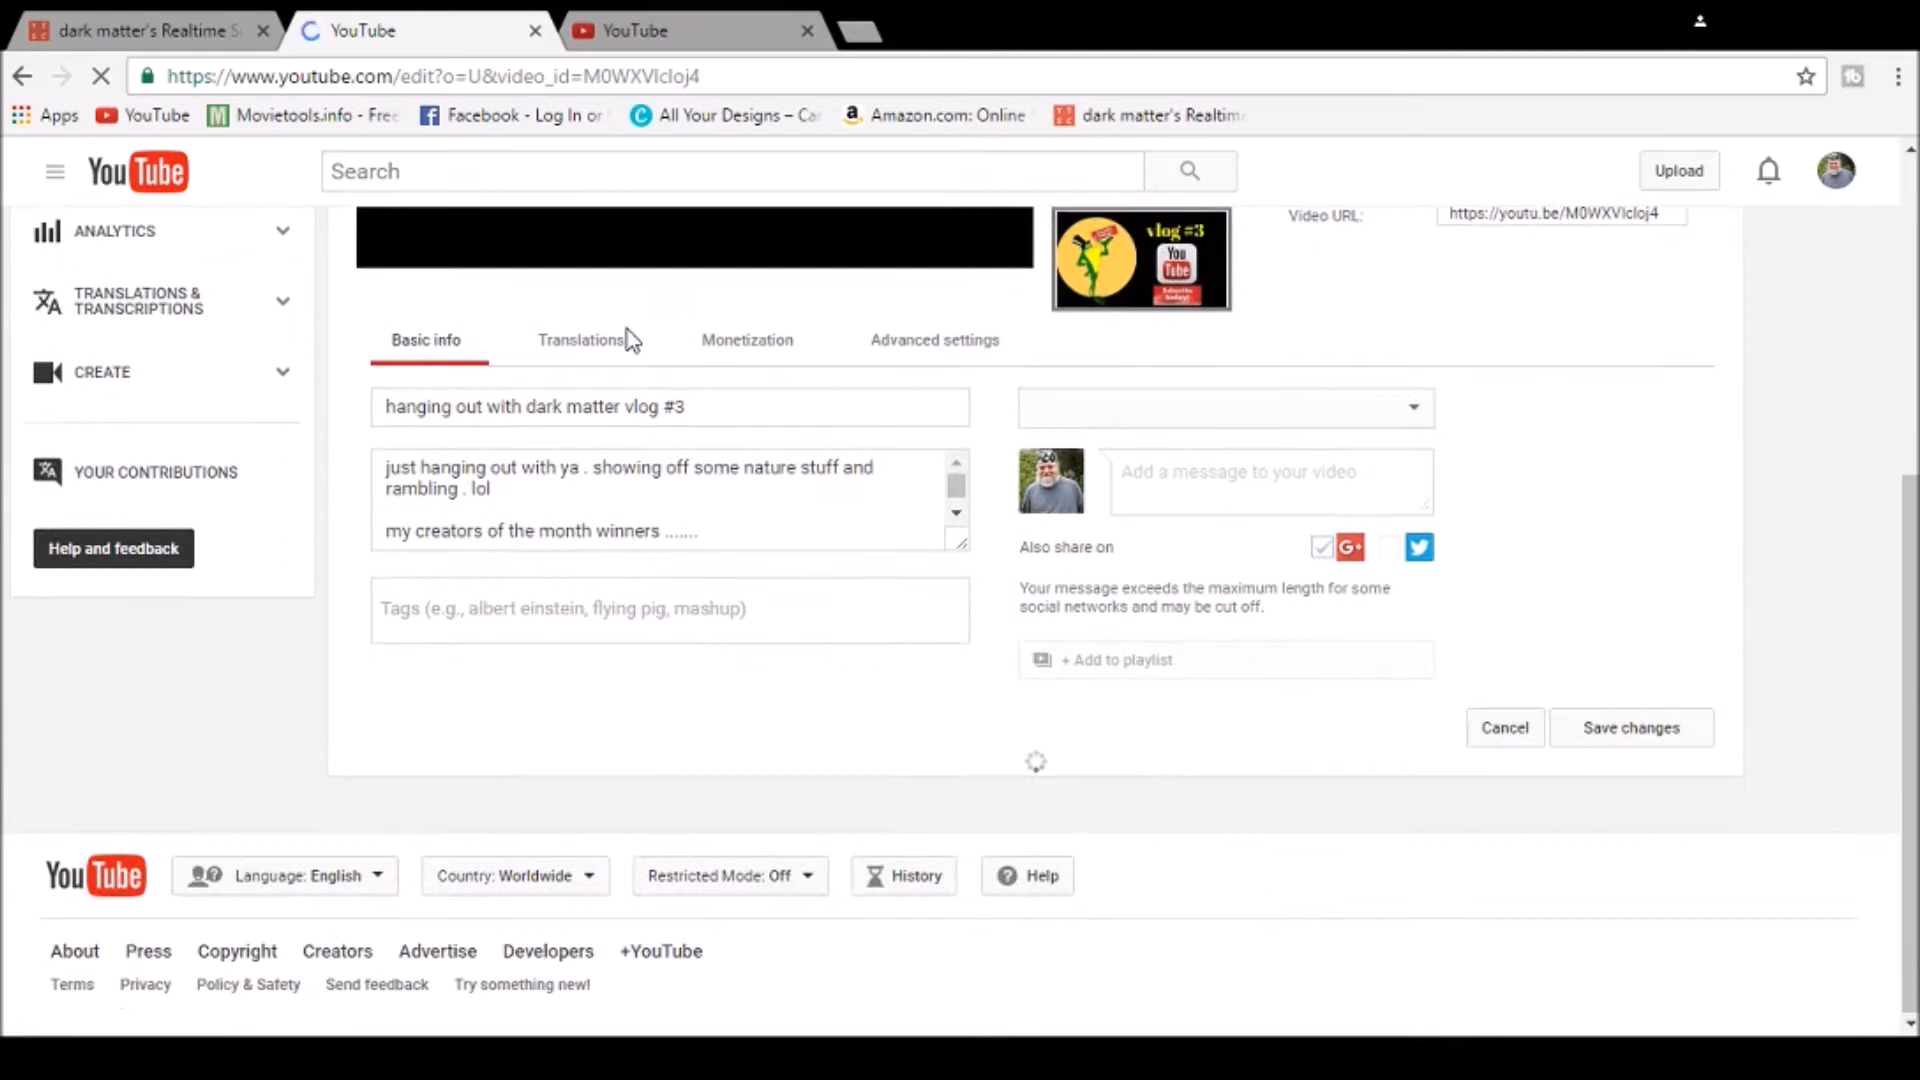 dark matter's Realtime S
YouTube
YouTube
https://www.youtube.com/edit?o=U&video_id=M0WXVIcIoj4
Apps
YouTube
Movietools.info - Free
Facebook - Log In or
All Your Designs – Ca
Amazon.com: Online
dark matter's Realtim
YouTube
Search
Upload
ANALYTICS
TRANSLATIONS &
TRANSCRIPTIONS
CREATE
YOUR CONTRIBUTIONS
Help and feedback
vlog #3
You
Tube
Subscribe
today!
Video URL:
https://youtu.be/M0WXVIcIoj4
Basic info
Translations
Monetization
Advanced settings
hanging out with dark matter vlog #3
just hanging out with ya . showing off some nature stuff and
rambling . lol
my creators of the month winners .......
Tags (e.g., albert einstein, flying pig, mashup)
Add a message to your video
Also share on
G+
Your message exceeds the maximum length for some
social networks and may be cut off.
+ Add to playlist
Cancel
Save changes
YouTube
Language: English
Country: Worldwide
Restricted Mode: Off
History
Help
About
Press
Copyright
Creators
Advertise
Developers
+YouTube
Terms
Privacy
Policy & Safety
Send feedback
Try something new!